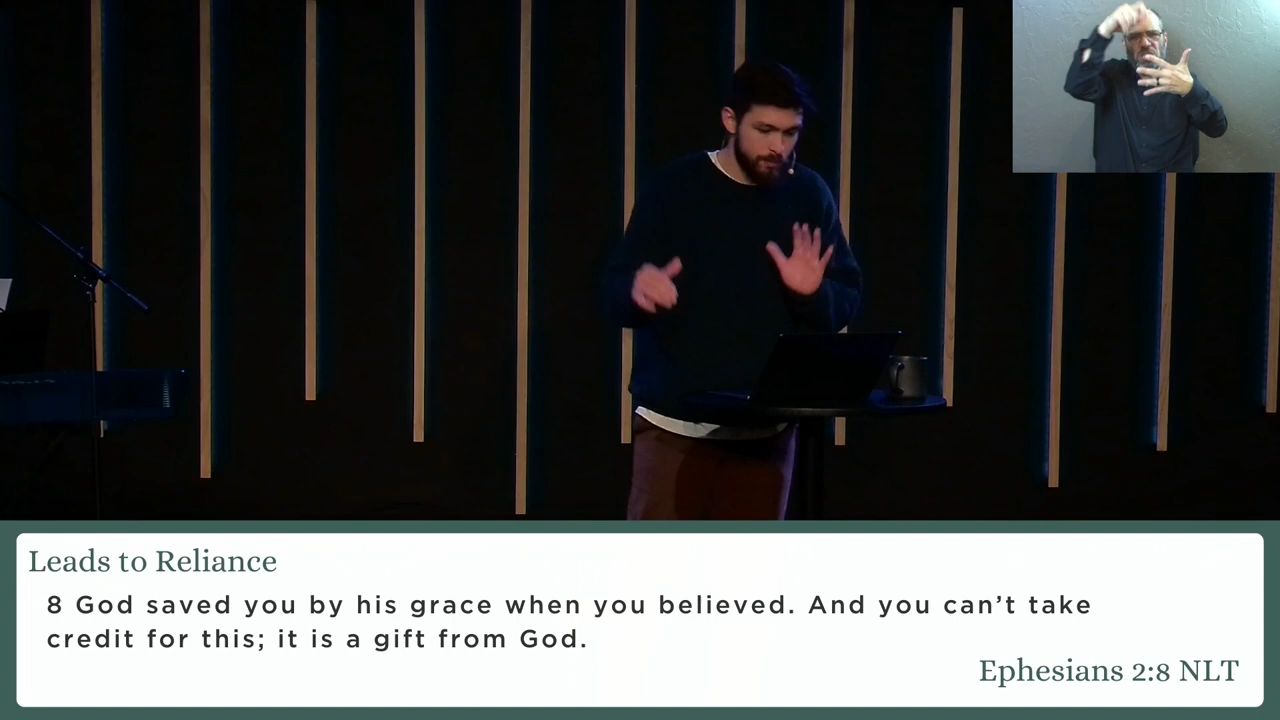 Leads to Reliance
8 God saved you by his grace when you believed. And you can’t take
credit for this; it is a gift from God.
Ephesians 2:8 NLT